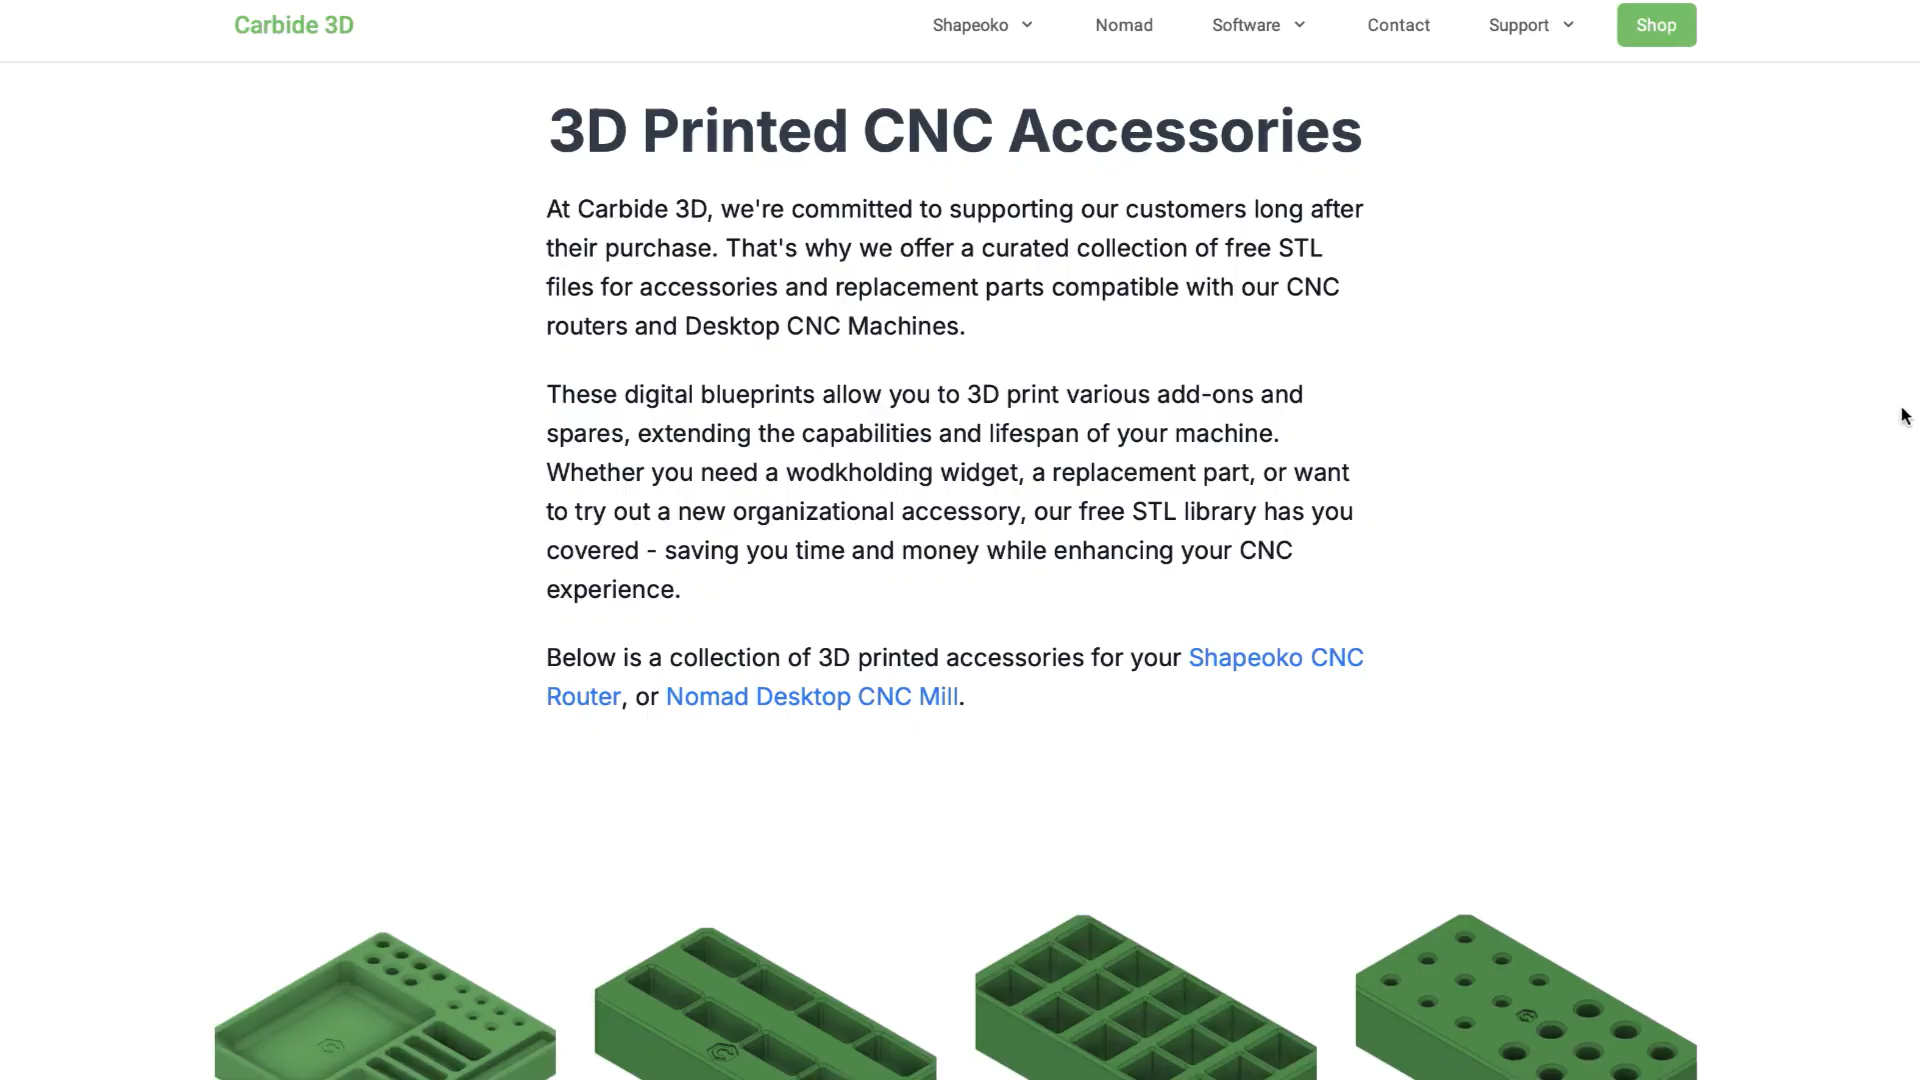 Carbide 3D
Shapeoko
Nomad
Software
Contact
Support
Shop
3D Printed CNC Accessories
At Carbide 3D, we're committed to supporting our customers long after
their purchase. That's why we offer a curated collection of free STL
files for accessories and replacement parts compatible with our CNC
routers and Desktop CNC Machines.
These digital blueprints allow you to 3D print various add-ons and
spares, extending the capabilities and lifespan of your machine.
Whether you need a wodkholding widget, a replacement part, or want
to try out a new organizational accessory, our free STL library has you
covered - saving you time and money while enhancing your CNC
experience.
Below is a collection of 3D printed accessories for your Shapeoko CNC
Router, or Nomad Desktop CNC Mill.